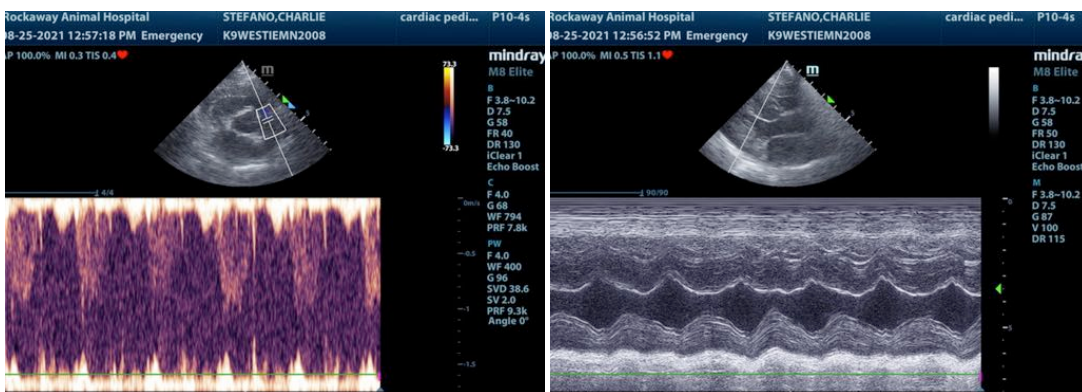 Rockaway Animal Hospital STEFANO,CHARLIE cardiac pedi... P10-4s
08-25-2021 12:57:18 PM Emergency K9WESTIEMN2008
AP 100.0% MI 0.3 TIS 0.4
mindray
M8 Elite
m
73.3
-73.3
B
F 3.8~10.2
D 7.5
G 58
FR 40
DR 130
iClear 1
Echo Boost
C
F 4.0
G 68
WF 794
PRF 7.8k
PW
F 4.0
WF 400
G 96
SVD 38.6
SV 2.0
PRF 9.3k
Angle 0°
5
4/4
0m/s
-0.5
-1
-1.5
Rockaway Animal Hospital STEFANO,CHARLIE cardiac pedi... P10-4s
08-25-2021 12:56:52 PM Emergency K9WESTIEMN2008
AP 100.0% MI 0.5 TIS 1.1
mindra
M8 Elite
m
B
F 3.8~10.2
D 7.5
G 58
FR 50
DR 130
iClear 1
Echo Boost
M
F 3.8~10.2
D 7.5
G 87
V 100
DR 115
5
90/90
0
5